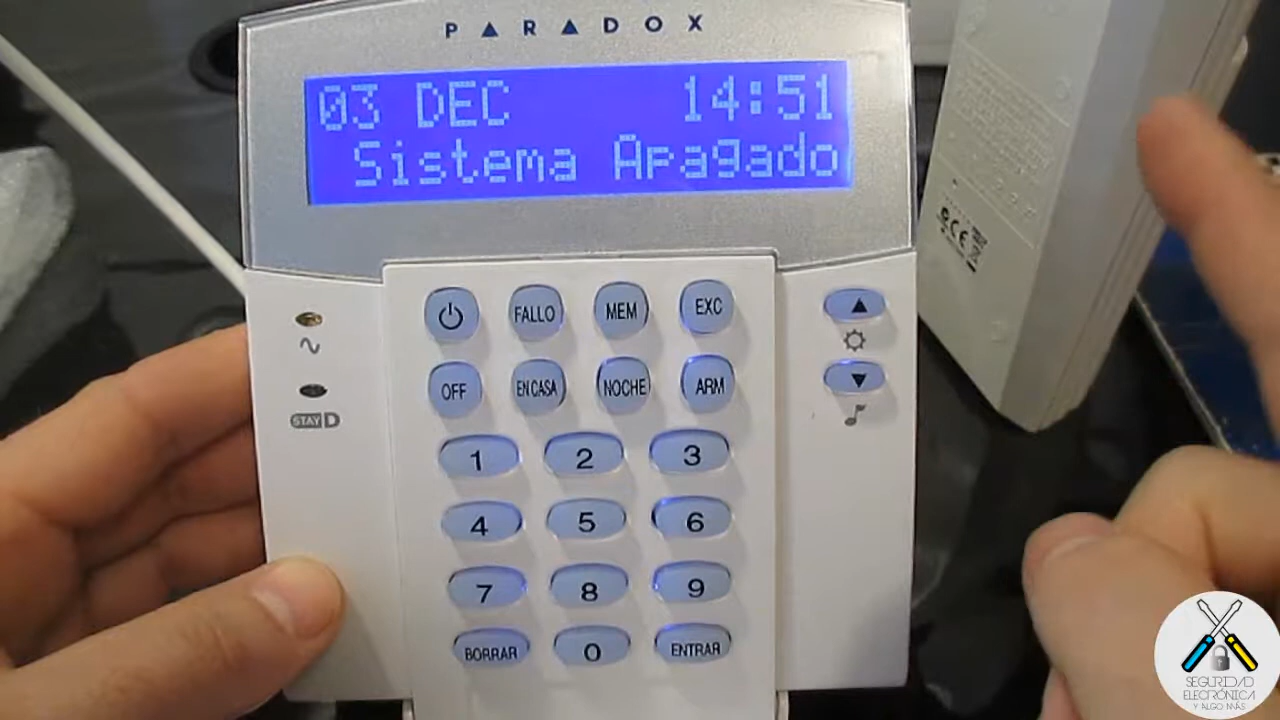 PARADOX
03 DEC 14:51
Sistema Apagado
FALLO MEM EXC
OFF EN CASA NOCHE ARM
STAY D
1 2 3
4 5 6
7 8 9
BORRAR 0 ENTRAR
CE
SEGURIDAD
ELECTRÓNICA
Y ALGO MÁS